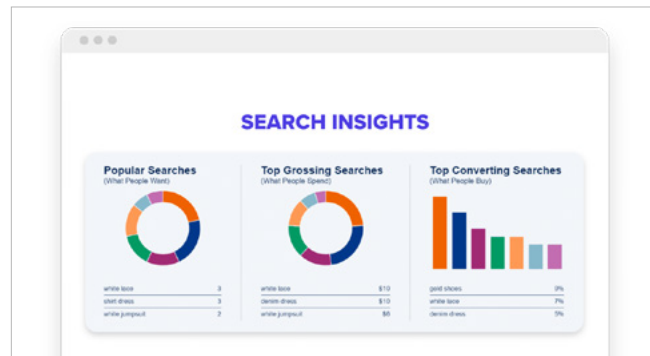 SEARCH INSIGHTS
Popular Searches
(What People Want)
white lace 3
shirt dress 3
white jumpsuit 2
Top Grossing Searches
(What People Spend)
white lace $10
denim dress $10
white jumpsuit $8
Top Converting Searches
(What People Buy)
gold shoes 9%
white lace 7%
denim dress 5%